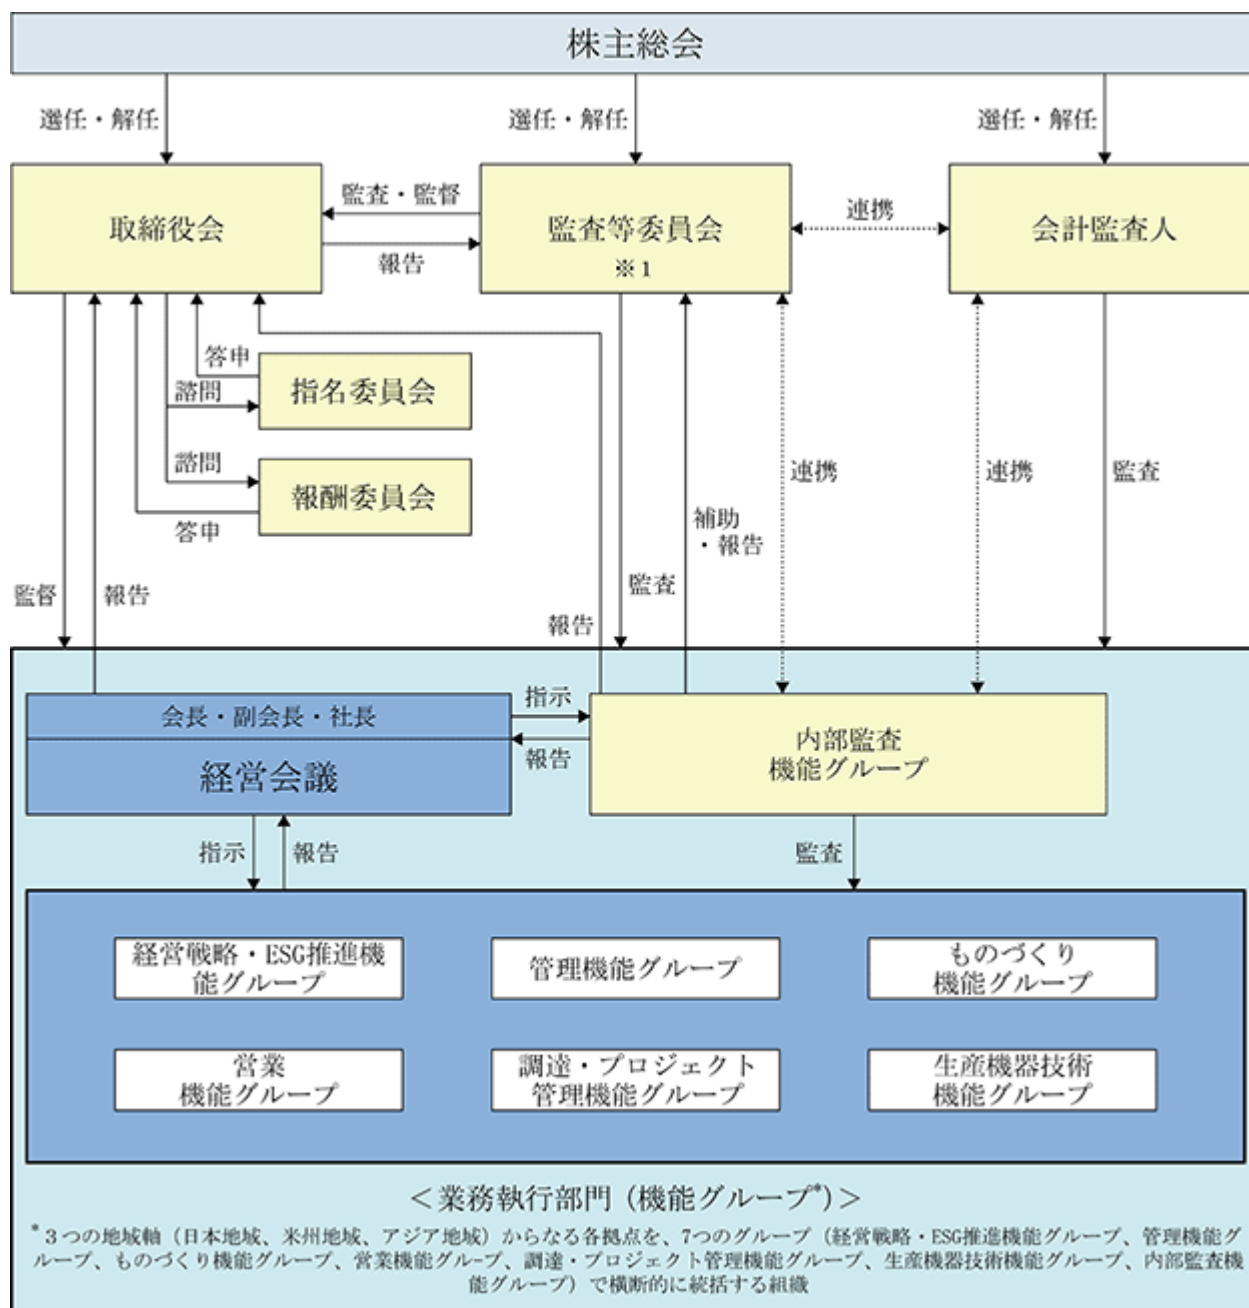 株主総会
選任・解任
選任・解任
選任・解任
取締役会
監査・監督
報告
監査等委員会
※1
連携
会計監査人
答申
諮問
指名委員会
諮問
答申
報酬委員会
監督
報告
報告
監査
補助
・報告
連携
連携
監査
会長・副会長・社長
経営会議
指示
報告
内部監査
機能グループ
指示
報告
監査
経営戦略・ESG推進機
能グループ
管理機能グループ
ものづくり
機能グループ
営業
機能グループ
調達・プロジェクト
管理機能グループ
生産機器技術
機能グループ
＜業務執行部門（機能グループ*）＞
*３つの地域軸（日本地域、米州地域、アジア地域）からなる各拠点を、7つのグループ（経営戦略・ESG推進機能グループ、管理機能グ
ループ、ものづくり機能グループ、営業機能グループ、調達・プロジェクト管理機能グループ、生産機器技術機能グループ、内部監査機
能グループ）で横断的に統括する組織